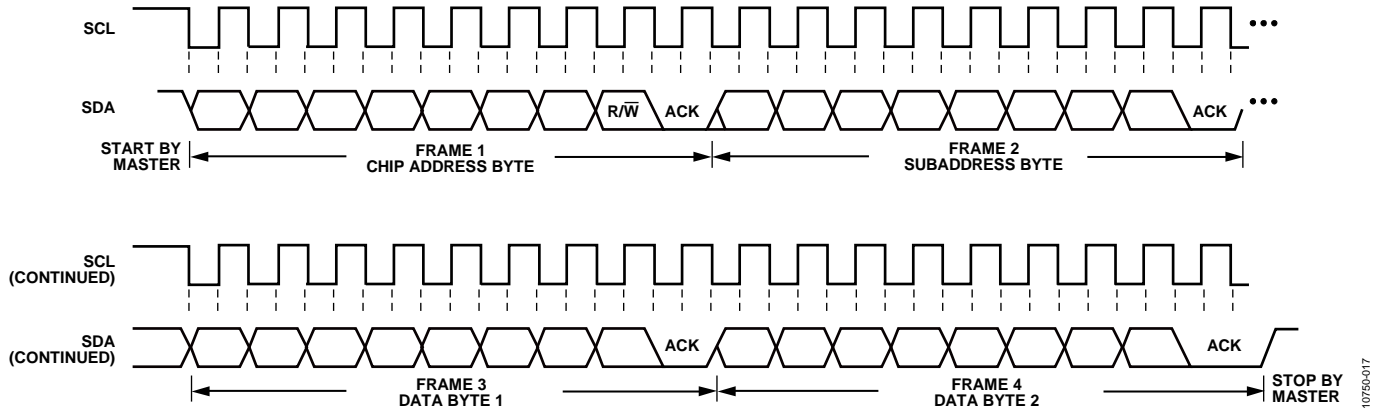 SCL
SDA
R/W̅
ACK
ACK
START BY
MASTER
FRAME 1
CHIP ADDRESS BYTE
FRAME 2
SUBADDRESS BYTE
SCL
(CONTINUED)
SDA
(CONTINUED)
ACK
ACK
FRAME 3
DATA BYTE 1
FRAME 4
DATA BYTE 2
STOP BY
MASTER
10750-017